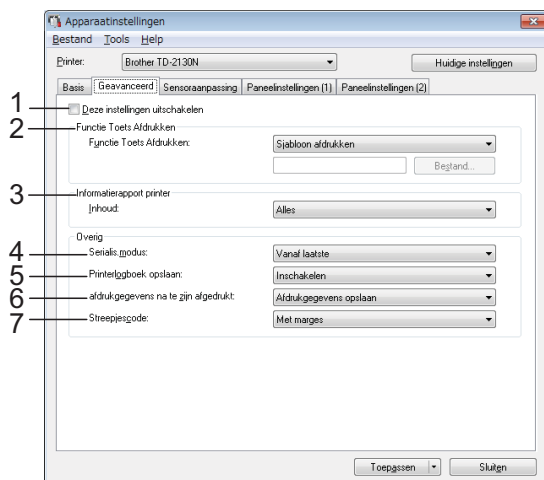 Apparaatinstellingen
Bestand Tools Help
Printer: Brother TD-2130N Huidige instellingen
Basis Geavanceerd Sensoraanpassing Paneelinstellingen (1) Paneelinstellingen (2)
1 Deze instellingen uitschakelen
2 Functie Toets Afdrukken
Functie Toets Afdrukken: Sjabloon afdrukken
Bestand...
3 Informatierapport printer
Inhoud: Alles
Overig
4 Serialis.modus: Vanaf laatste
5 Printerlogboek opslaan: Inschakelen
6 afdrukgegevens na te zijn afgedrukt: Afdrukgegevens opslaan
7 Streepjescode: Met marges
Toepassen Sluiten